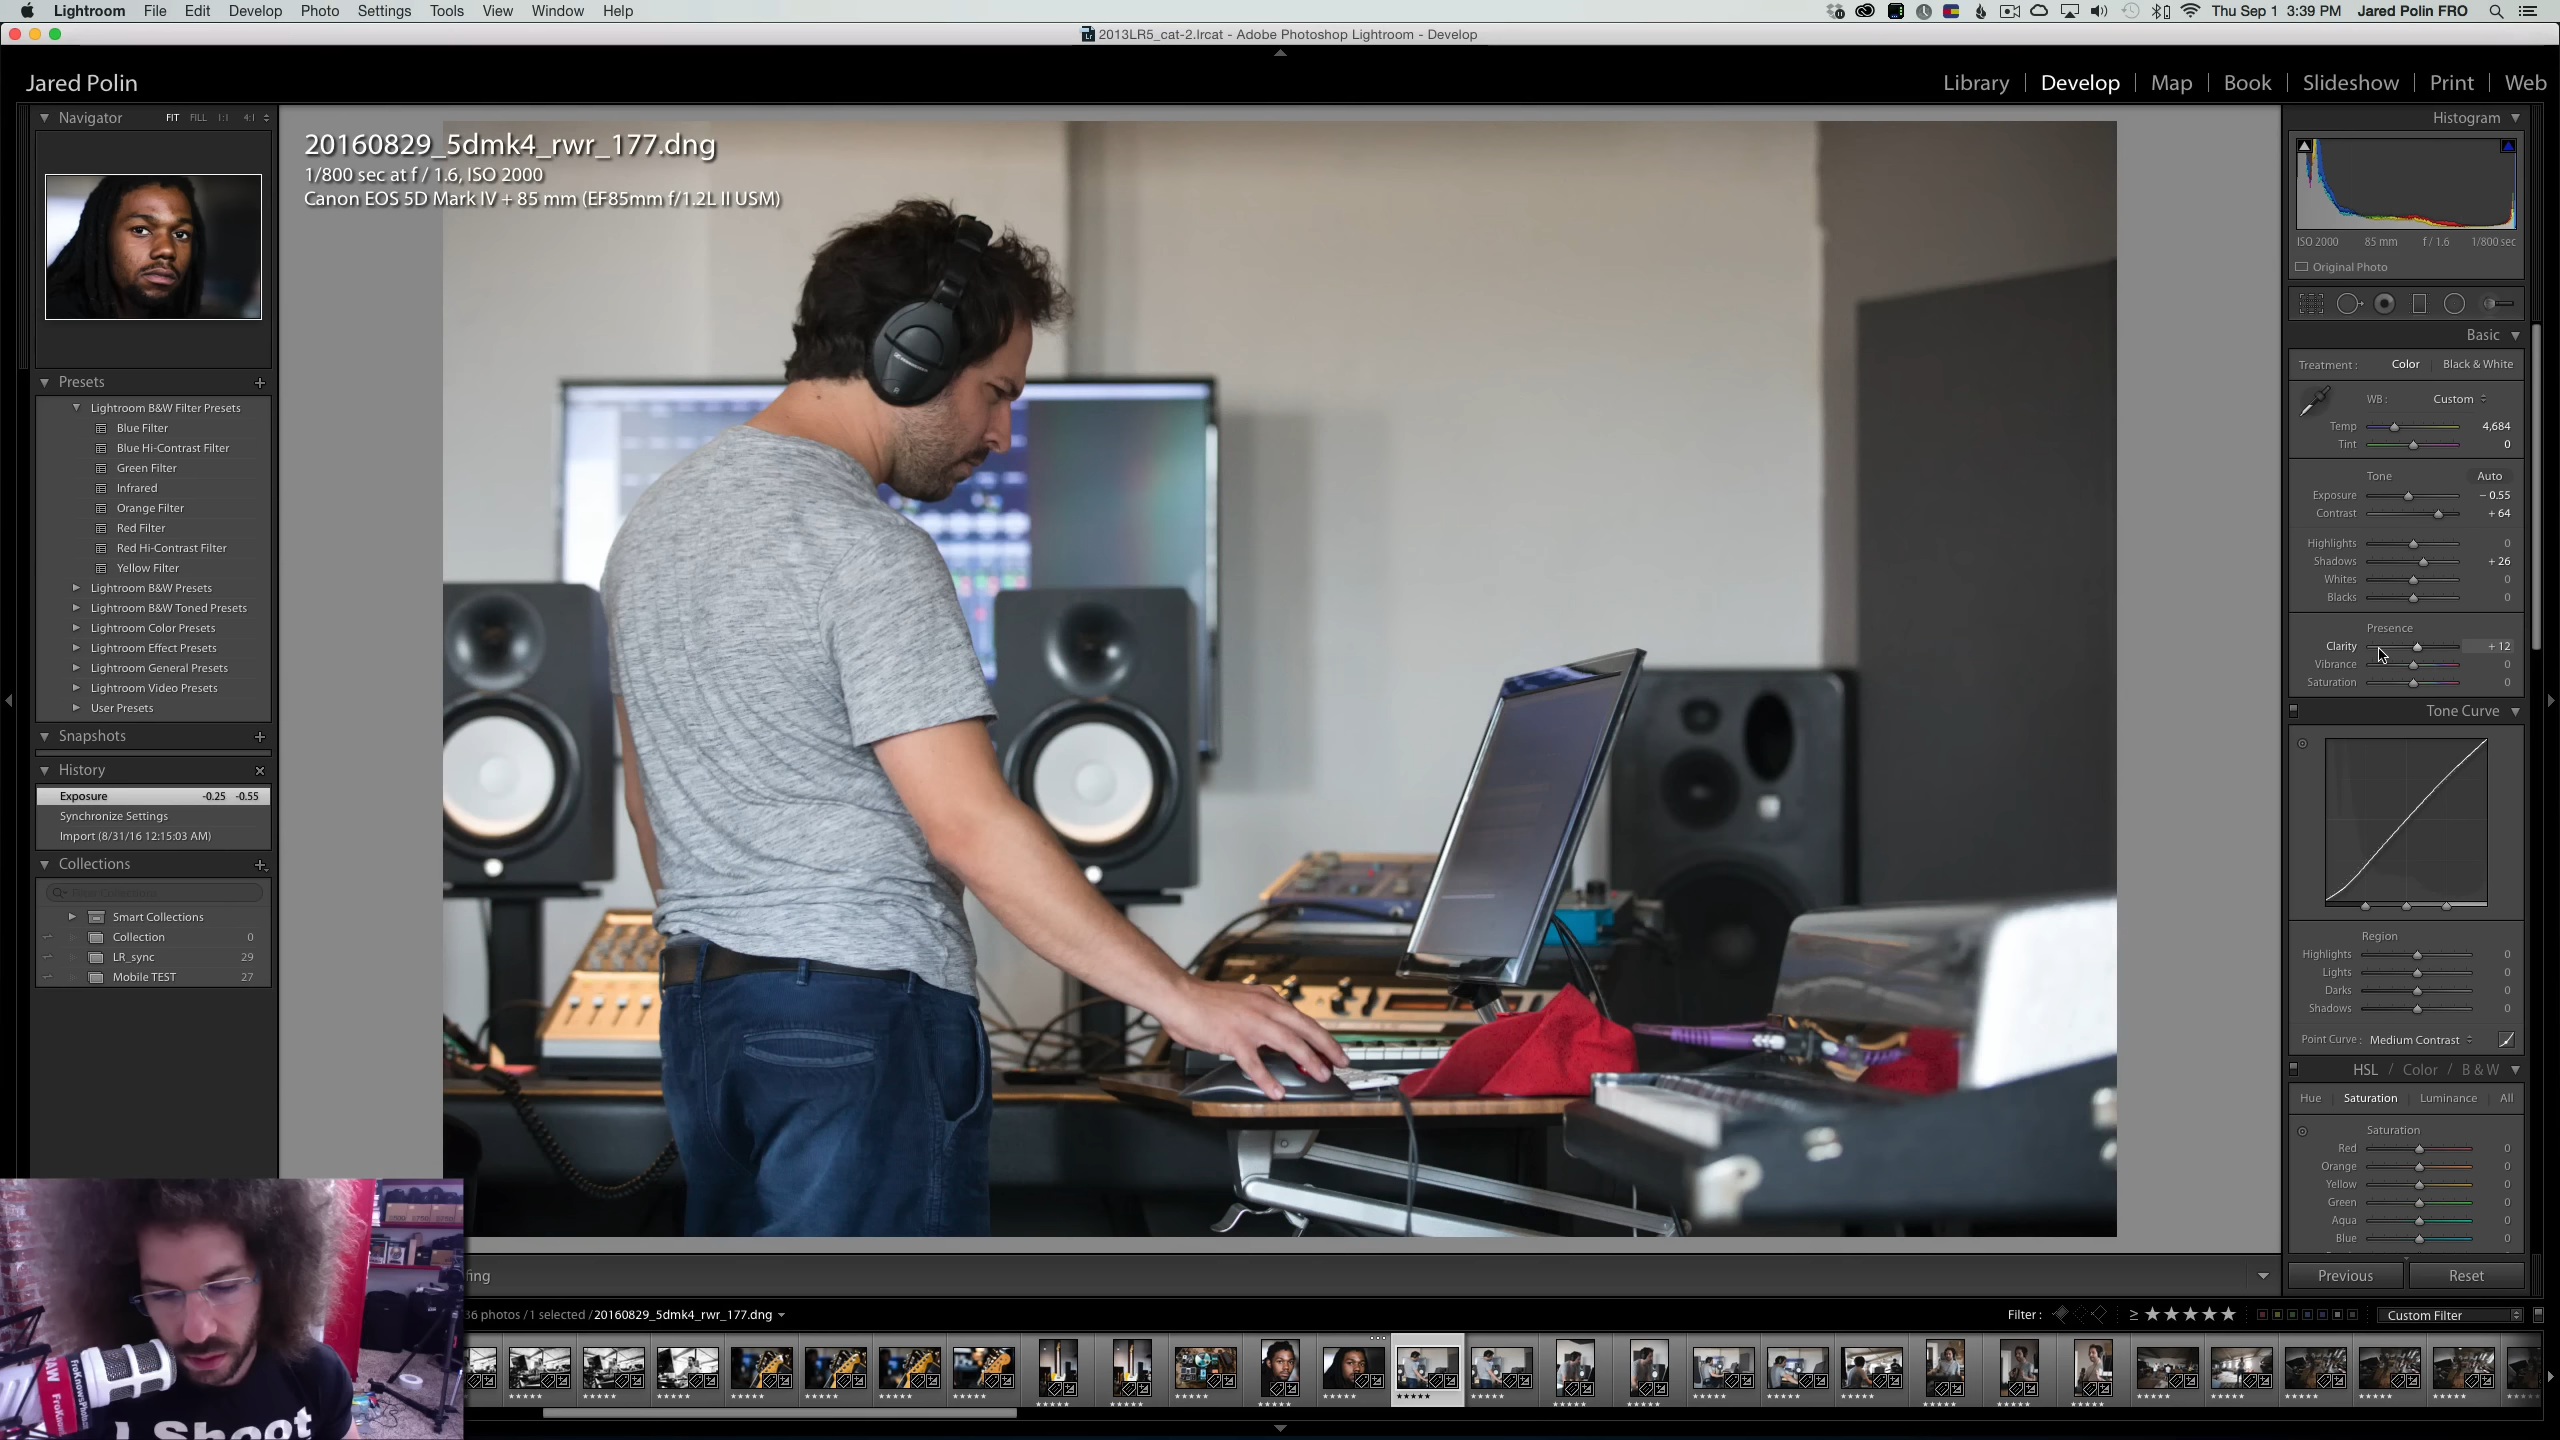 Lightroom File Edit Develop Photo Settings Tools View Window Help
Thu Sep 1 3:39 PM Jared Polin FRO
2013LR5_cat-2.lrcat - Adobe Photoshop Lightroom - Develop
Jared Polin
Library | Develop | Map | Book | Slideshow | Print | Web
Navigator FIT FILL 1:1 4:1
Presets
Lightroom B&W Filter Presets
Blue Filter
Blue Hi-Contrast Filter
Green Filter
Infrared
Orange Filter
Red Filter
Red Hi-Contrast Filter
Yellow Filter
Lightroom B&W Presets
Lightroom B&W Toned Presets
Lightroom Color Presets
Lightroom Effect Presets
Lightroom General Presets
Lightroom Video Presets
User Presets
Snapshots
History
Exposure -0.25 -0.55
Synchronize Settings
Import (8/31/16 12:15:03 AM)
Collections
Smart Collections
Collection 0
LR_sync 29
Mobile TEST 27
20160829_5dmk4_rwr_177.dng
1/800 sec at f / 1.6, ISO 2000
Canon EOS 5D Mark IV + 85 mm (EF85mm f/1.2L II USM)
Histogram
ISO 2000 85 mm f / 1.6 1/800 sec
Original Photo
Basic
Treatment : Color | Black & White
WB : Custom
Temp 4,684
Tint 0
Tone Auto
Exposure – 0.55
Contrast + 64
Highlights 0
Shadows + 26
Whites 0
Blacks 0
Presence
Clarity + 12
Vibrance 0
Saturation 0
Tone Curve
Region
Highlights 0
Lights 0
Darks 0
Shadows 0
Point Curve : Medium Contrast
HSL / Color / B & W
Hue | Saturation | Luminance | All
Saturation
Red 0
Orange 0
Yellow 0
Green 0
Aqua 0
Blue 0
Previous Reset
fing
36 photos / 1 selected / 20160829_5dmk4_rwr_177.dng
Filter : ≥ ★★★★★ Custom Filter
RAW FroKnows
I Shoot